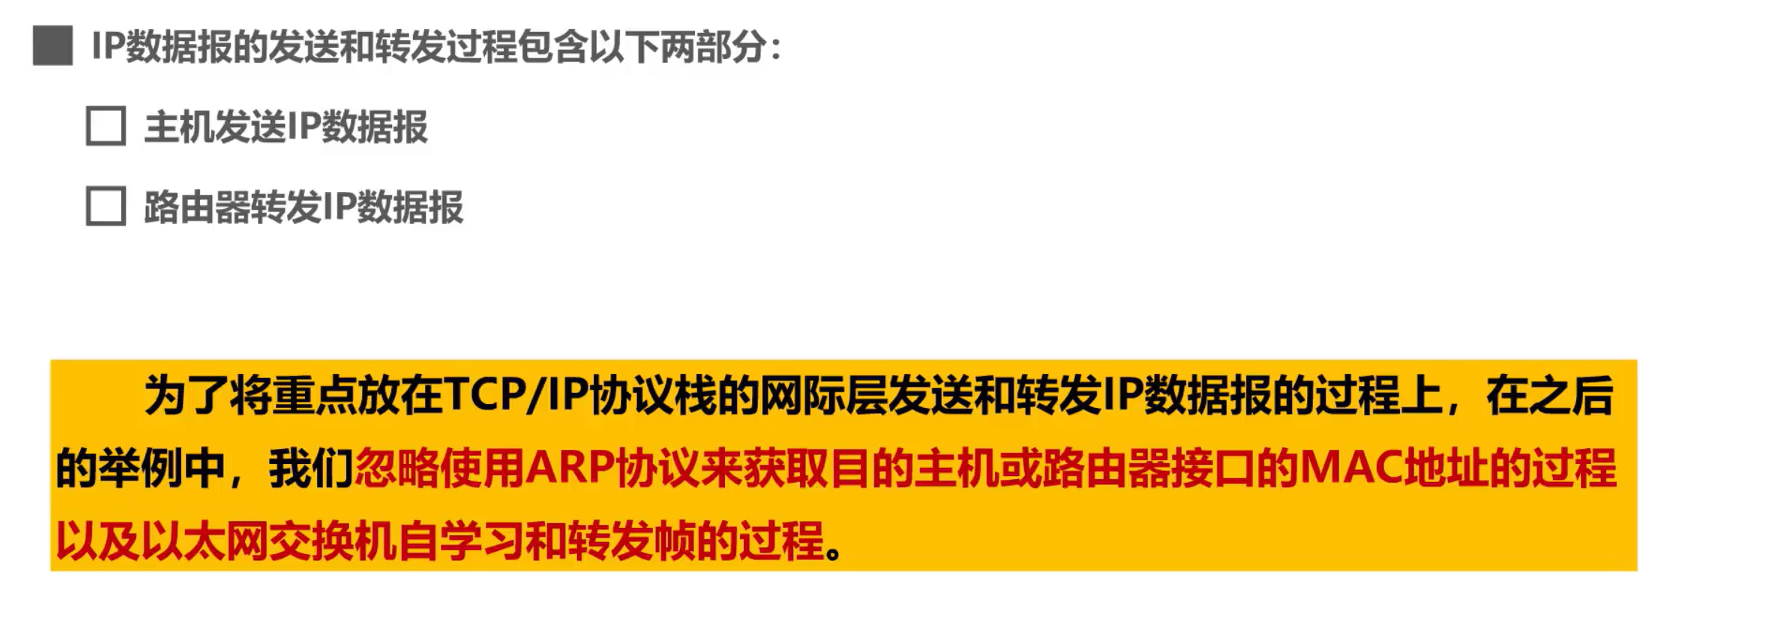 IP数据报的发送和转发过程包含以下两部分：
主机发送IP数据报
路由器转发IP数据报
为了将重点放在TCP/IP协议栈的网际层发送和转发IP数据报的过程上，在之后
的举例中，我们忽略使用ARP协议来获取目的主机或路由器接口的MAC地址的过程
以及以太网交换机自学习和转发帧的过程。